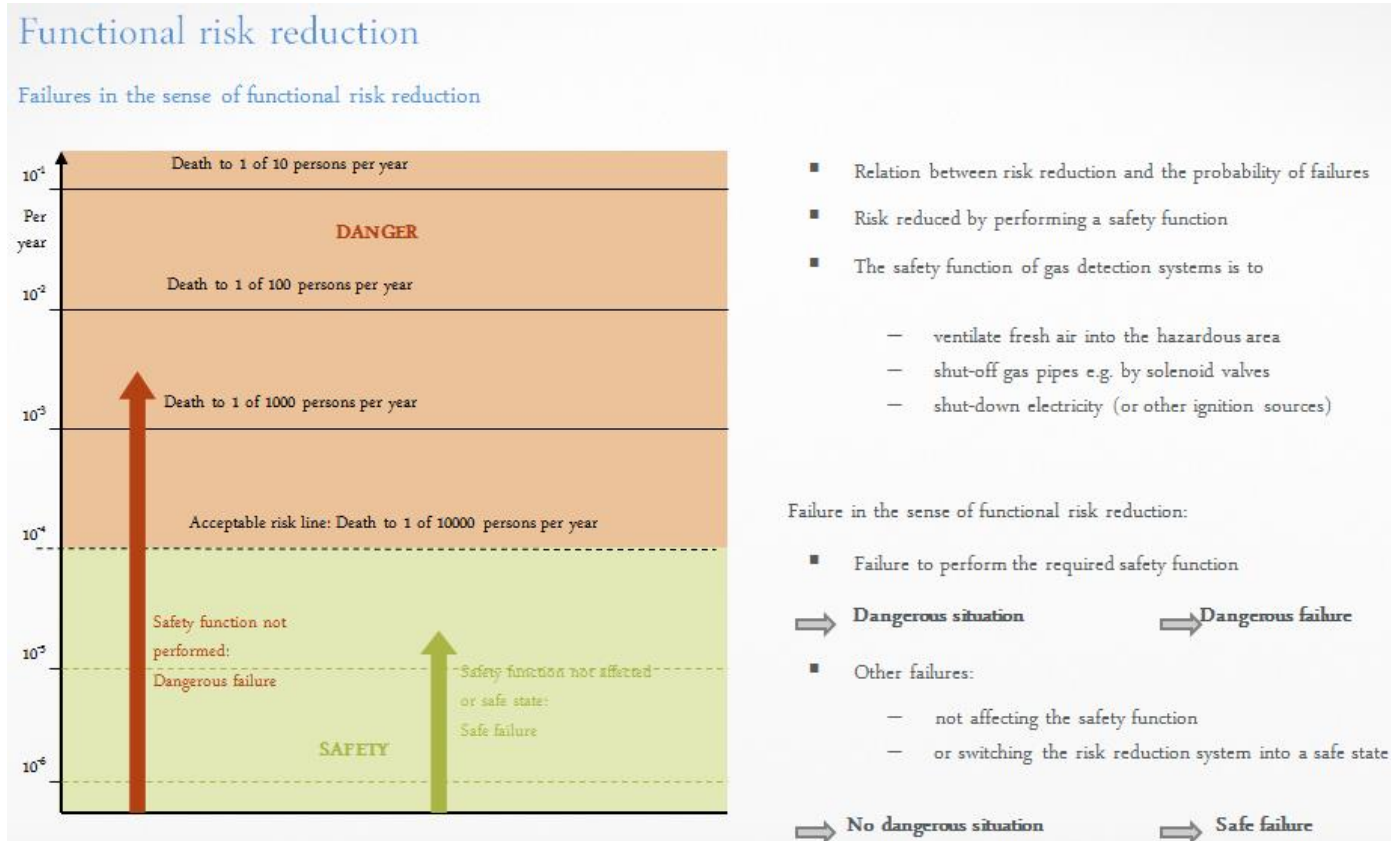 Functional risk reduction
Failures in the sense of functional risk reduction
10⁻¹
Per
year
10⁻²
10⁻³
10⁻⁴
10⁻⁵
10⁻⁶
Death to 1 of 10 persons per year
DANGER
Death to 1 of 100 persons per year
Death to 1 of 1000 persons per year
Acceptable risk line: Death to 1 of 10000 persons per year
Safety function not
performed:
Dangerous failure
Safety function not affected
or safe state:
Safe failure
SAFETY
▪ Relation between risk reduction and the probability of failures
▪ Risk reduced by performing a safety function
▪ The safety function of gas detection systems is to
– ventilate fresh air into the hazardous area
– shut-off gas pipes e.g. by solenoid valves
– shut-down electricity (or other ignition sources)
Failure in the sense of functional risk reduction:
▪ Failure to perform the required safety function
Dangerous situation Dangerous failure
▪ Other failures:
– not affecting the safety function
– or switching the risk reduction system into a safe state
No dangerous situation Safe failure